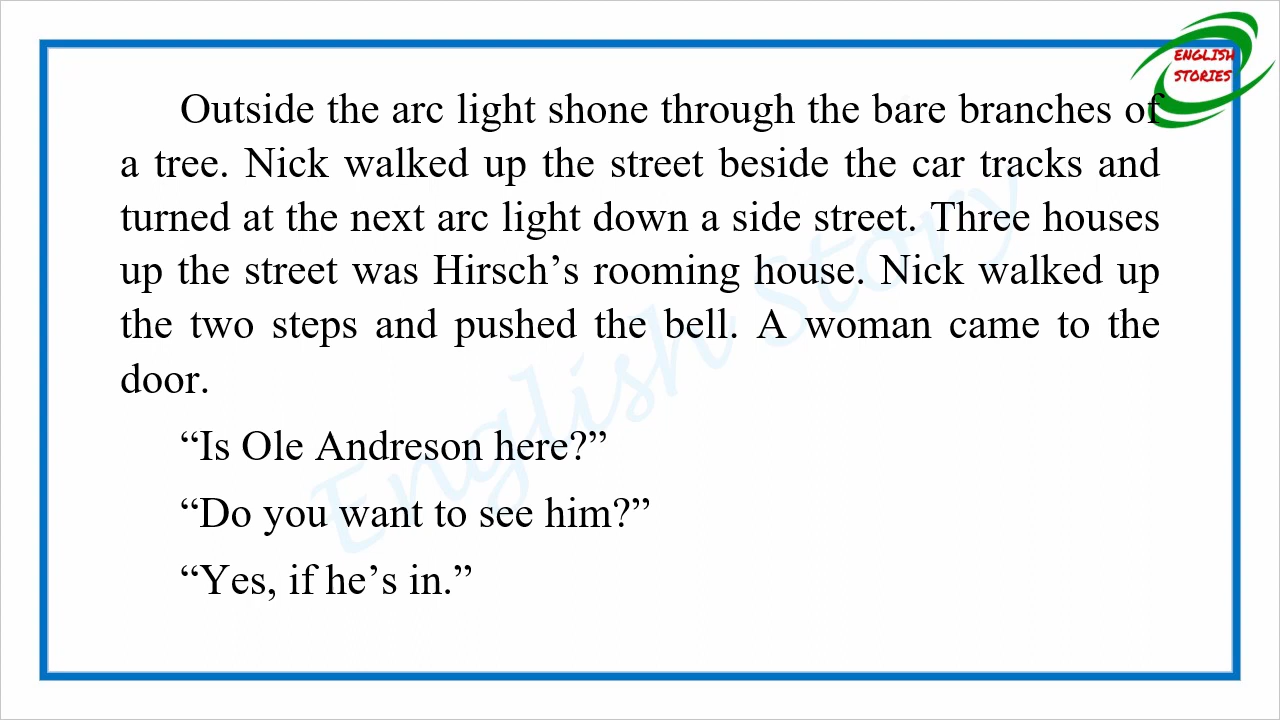 ENGLISH
STORIES
Outside the arc light shone through the bare branches of
a tree. Nick walked up the street beside the car tracks and
turned at the next arc light down a side street. Three houses
up the street was Hirsch’s rooming house. Nick walked up
the two steps and pushed the bell. A woman came to the
door.
“Is Ole Andreson here?”
“Do you want to see him?”
“Yes, if he’s in.”
English Story